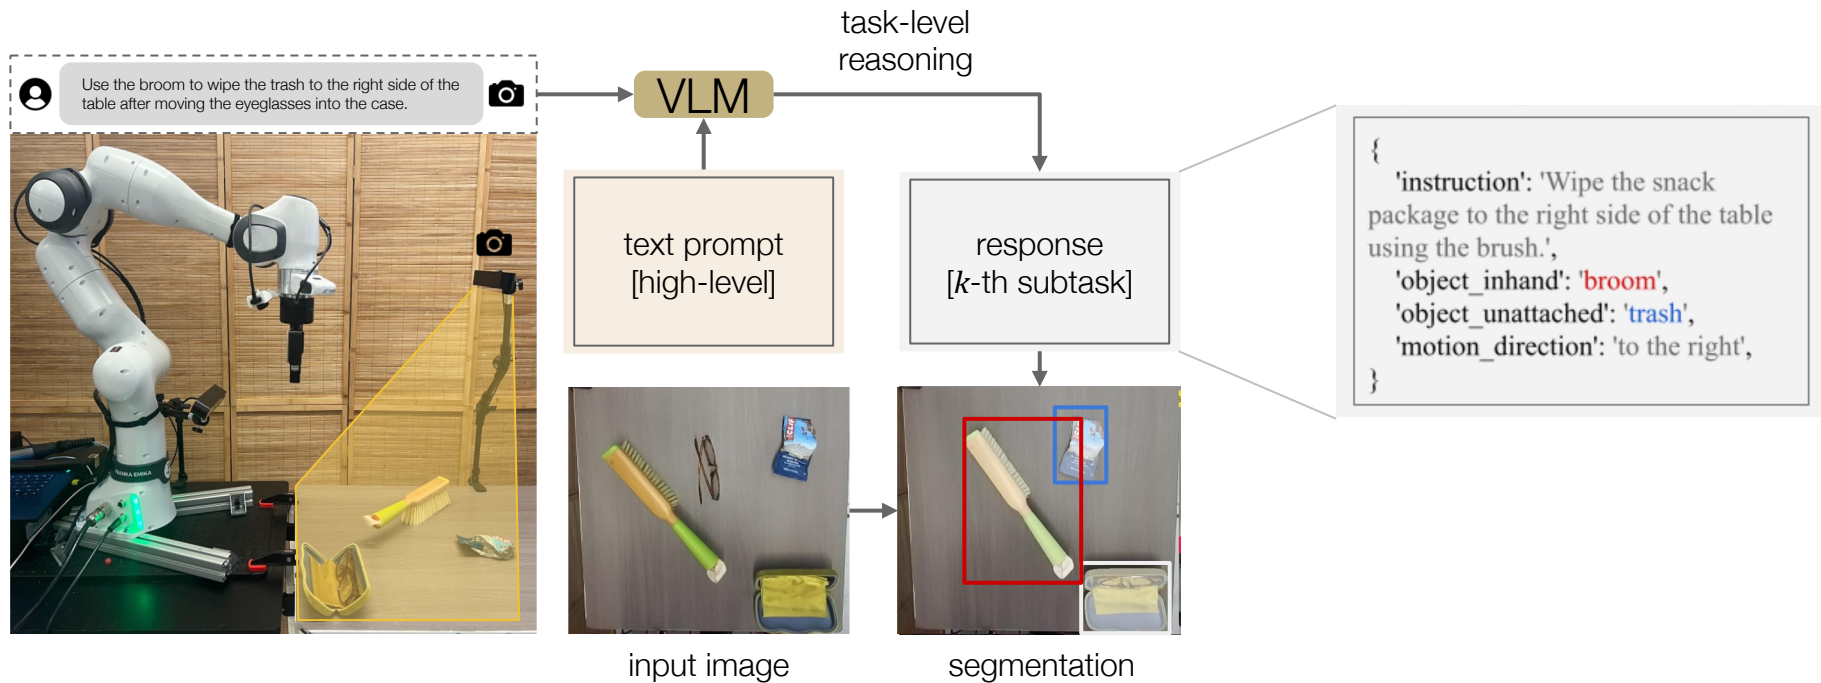 task-level
reasoning
Use the broom to wipe the trash to the right side of the
table after moving the eyeglasses into the case.
VLM
text prompt
[high-level]
response
[k-th subtask]
{
'instruction': 'Wipe the snack
package to the right side of the table
using the brush.',
'object_inhand': 'broom',
'object_unattached': 'trash',
'motion_direction': 'to the right',
}
FRANKA EMIKA
CLIF
input image
segmentation